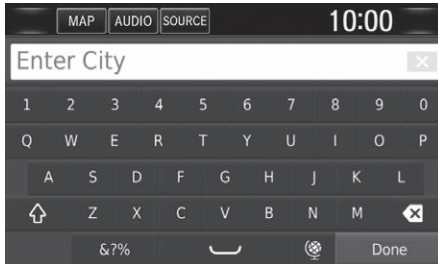 MAP AUDIO SOURCE 10:00
Enter City
1 2 3 4 5 6 7 8 9 0
Q W E R T Y U I O P
A S D F G H J K L
Z X C V B N M
&?% Done